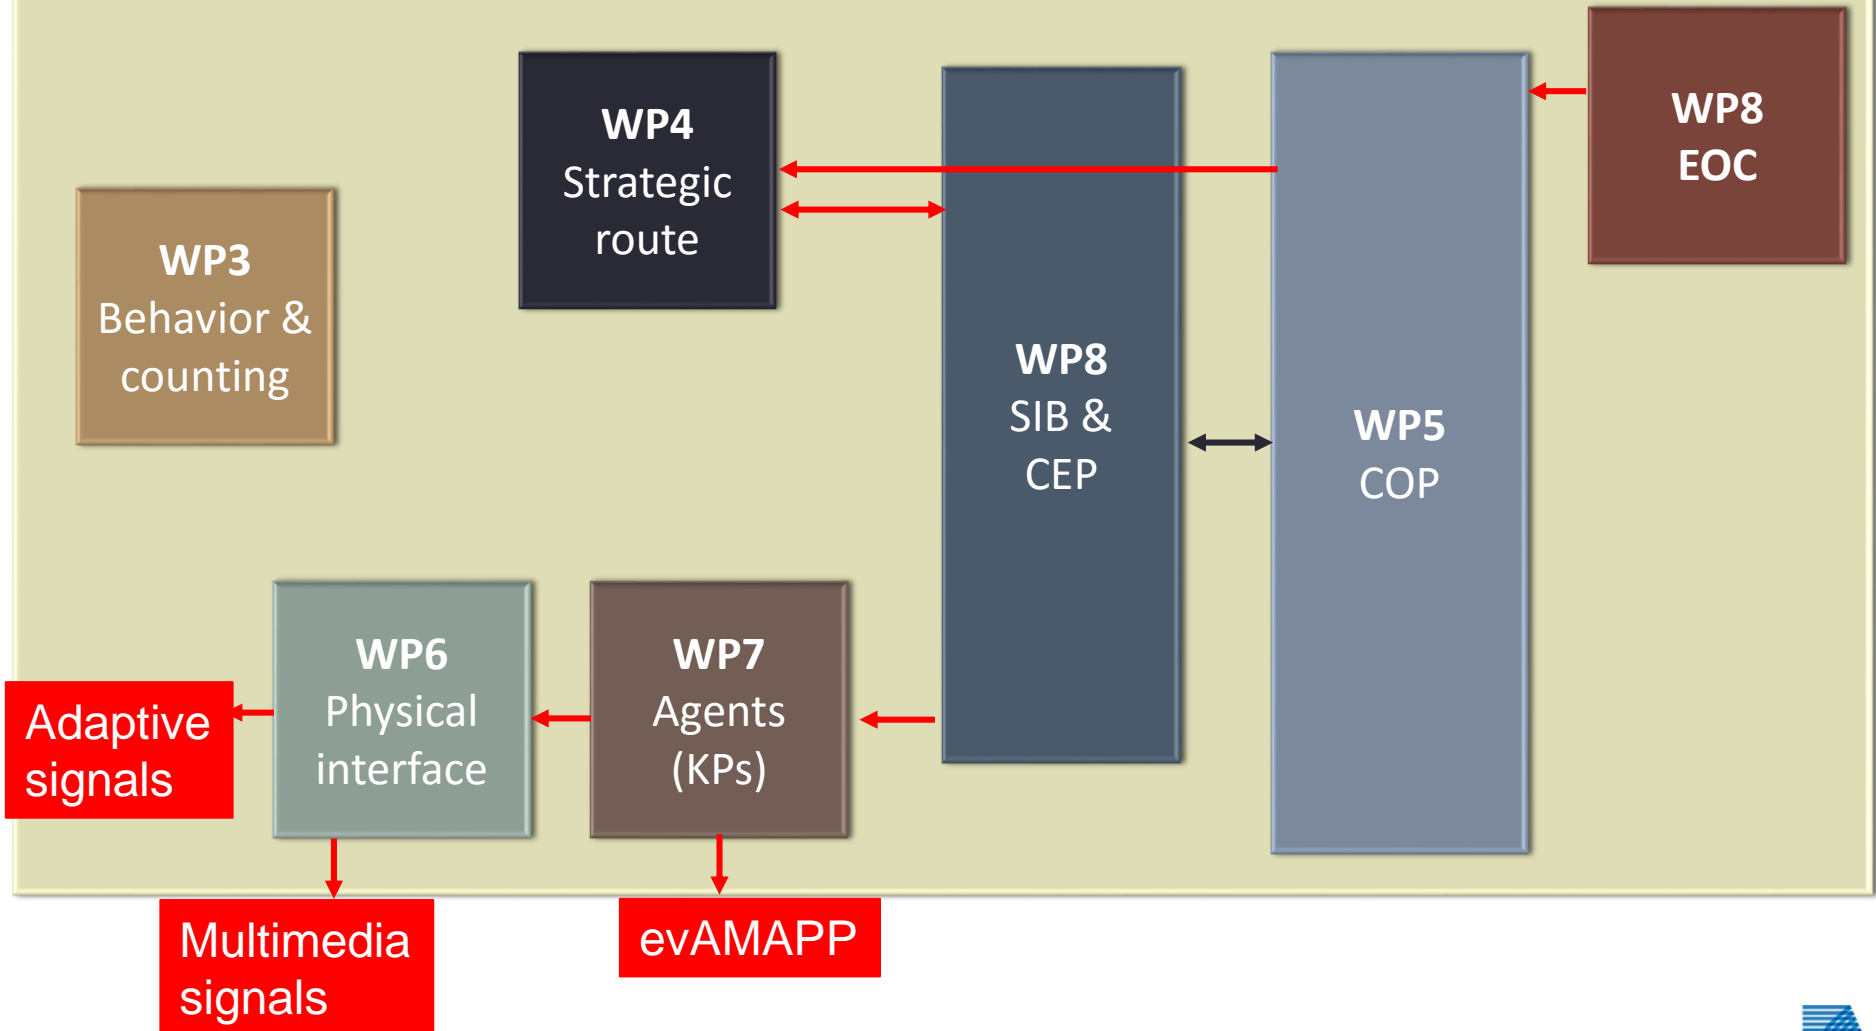 WP4
Strategic
route
WP8
EOC
WP3
Behavior &
counting
WP8
SIB &
CEP
WP5
COP
WP6
Physical
interface
WP7
Agents
(KPs)
Adaptive
signals
Multimedia
signals
evAMAPP